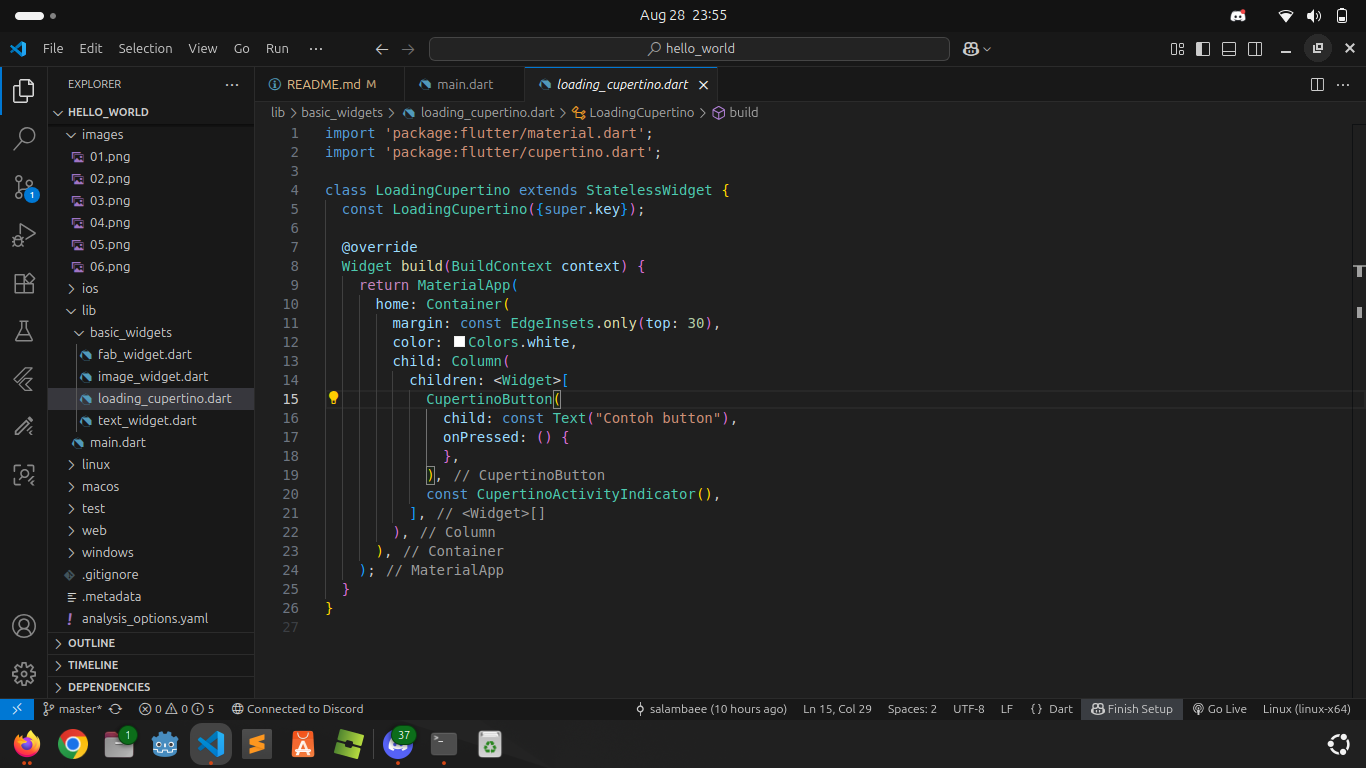 Aug 28 23:55
File Edit Selection View Go Run ···
hello_world
EXPLORER ···
README.md M
main.dart
loading_cupertino.dart
lib > basic_widgets > loading_cupertino.dart > LoadingCupertino > build
HELLO_WORLD
images
01.png
02.png
03.png
04.png
05.png
06.png
ios
lib
basic_widgets
fab_widget.dart
image_widget.dart
loading_cupertino.dart
text_widget.dart
main.dart
linux
macos
test
web
windows
.gitignore
.metadata
analysis_options.yaml
OUTLINE
TIMELINE
DEPENDENCIES
1
1 import 'package:flutter/material.dart';
2 import 'package:flutter/cupertino.dart';
3
4 class LoadingCupertino extends StatelessWidget {
5 const LoadingCupertino({super.key});
6
7 @override
8 Widget build(BuildContext context) {
9 return MaterialApp(
10 home: Container(
11 margin: const EdgeInsets.only(top: 30),
12 color: Colors.white,
13 child: Column(
14 children: <Widget>[
15 CupertinoButton(
16 child: const Text("Contoh button"),
17 onPressed: () {
18 },
19 ), // CupertinoButton
20 const CupertinoActivityIndicator(),
21 ], // <Widget>[]
22 ), // Column
23 ), // Container
24 ); // MaterialApp
25 }
26 }
27
master* 0 0 5 Connected to Discord
salambaee (10 hours ago) Ln 15, Col 29 Spaces: 2 UTF-8 LF {} Dart Finish Setup Go Live Linux (linux-x64)
1
37